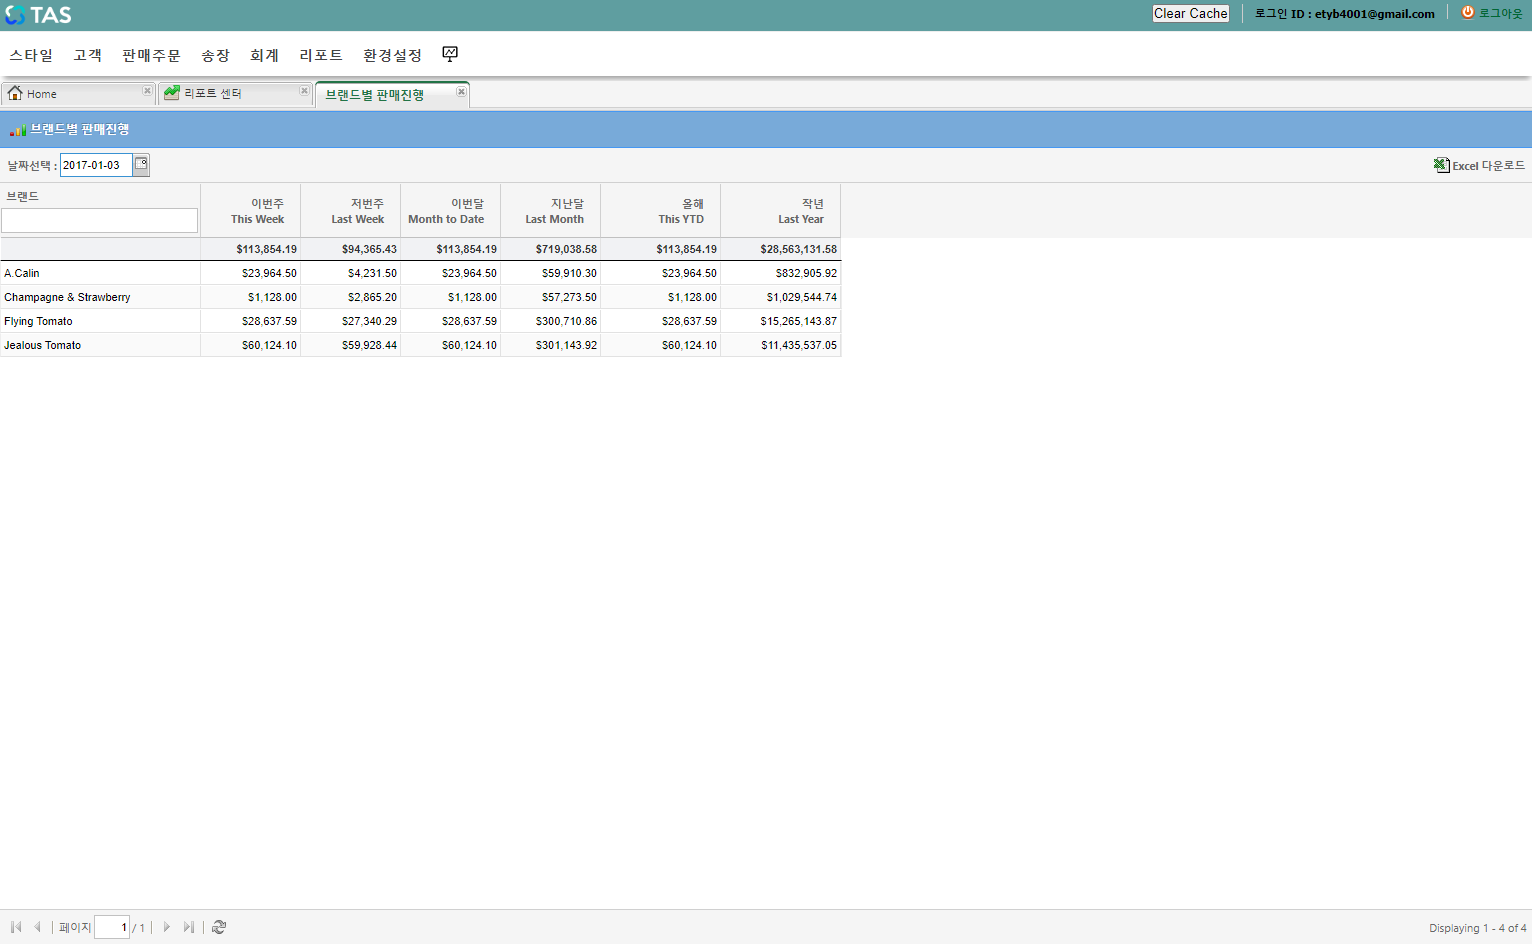 TAS
Clear Cache
로그인 ID : etyb4001@gmail.com
로그아웃
스타일 고객 판매주문 송장 회계 리포트 환경설정
Home
리포트 센터
브랜드별 판매진행
브랜드별 판매진행
날짜선택 : 2017-01-03
Excel 다운로드
브랜드 이번주 저번주 이번달 지난달 올해 작년
This Week Last Week Month to Date Last Month This YTD Last Year
$113,854.19 $94,365.43 $113,854.19 $719,038.58 $113,854.19 $28,563,131.58
A.Calin $23,964.50 $4,231.50 $23,964.50 $59,910.30 $23,964.50 $832,905.92
Champagne & Strawberry $1,128.00 $2,865.20 $1,128.00 $57,273.50 $1,128.00 $1,029,544.74
Flying Tomato $28,637.59 $27,340.29 $28,637.59 $300,710.86 $28,637.59 $15,265,143.87
Jealous Tomato $60,124.10 $59,928.44 $60,124.10 $301,143.92 $60,124.10 $11,435,537.05
페이지 1 / 1
Displaying 1 - 4 of 4